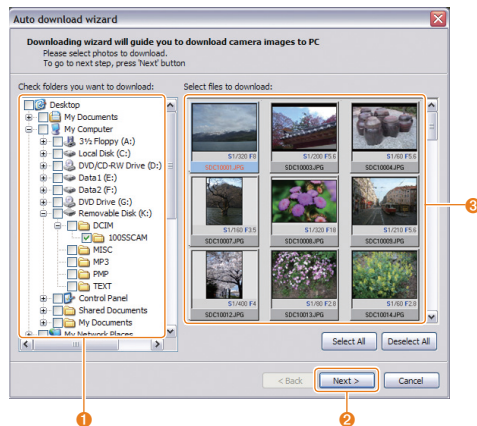 Auto download wizard
Downloading wizard will guide you to download camera images to PC
Please select photos to download.
To go to next step, press 'Next' button
Check folders you want to download:
Select files to download:
Desktop
My Documents
My Computer
3½ Floppy (A:)
Local Disk (C:)
DVD/CD-RW Drive (D:)
Data1 (E:)
Data2 (F:)
DVD Drive (G:)
Removable Disk (K:)
DCIM
100SSCAM
MISC
MP3
PMP
TEXT
Control Panel
Shared Documents
My Documents
My Network Places
S1/320 F8
S1/200 F5.6
S1/60 F5.6
SDC10001.JPG
SDC10003.JPG
SDC10004.JPG
S1/160 F3.5
S1/320 F18
S1/210 F5.6
SDC10007.JPG
SDC10008.JPG
SDC10009.JPG
S1/400 F4
S1/80 F2.8
S1/60 F2.8
SDC10012.JPG
SDC10013.JPG
SDC10014.JPG
3
Select All
Deselect All
< Back
Next >
Cancel
1
2